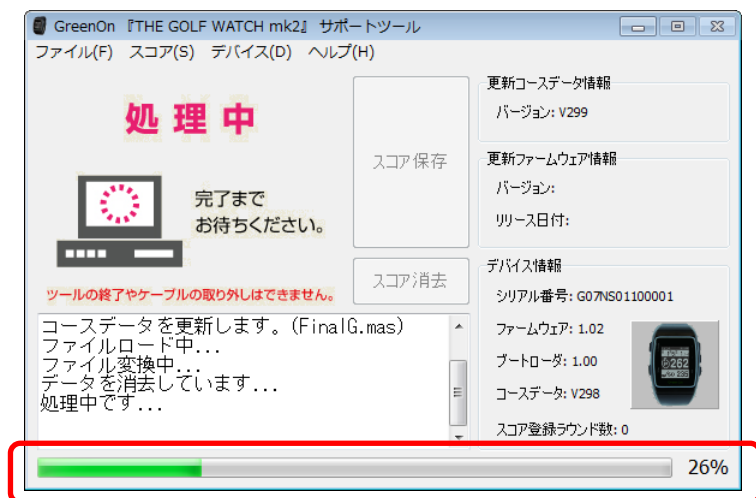 GreenOn 『THE GOLF WATCH mk2』 サポートツール
ファイル(F) スコア(S) デバイス(D) ヘルプ(H)
処理中
完了まで
お待ちください。
ツールの終了やケーブルの取り外しはできません。
スコア保存
スコア消去
更新コースデータ情報
バージョン: V299
更新ファームウェア情報
バージョン:
リリース日付:
デバイス情報
シリアル番号: G07NS01100001
ファームウェア: 1.02
ブートローダ: 1.00
コースデータ: V298
スコア登録ラウンド数: 0
コースデータを更新します。(FinalG.mas)
ファイルロード中...
ファイル変換中...
データを消去しています...
処理中です...
26%